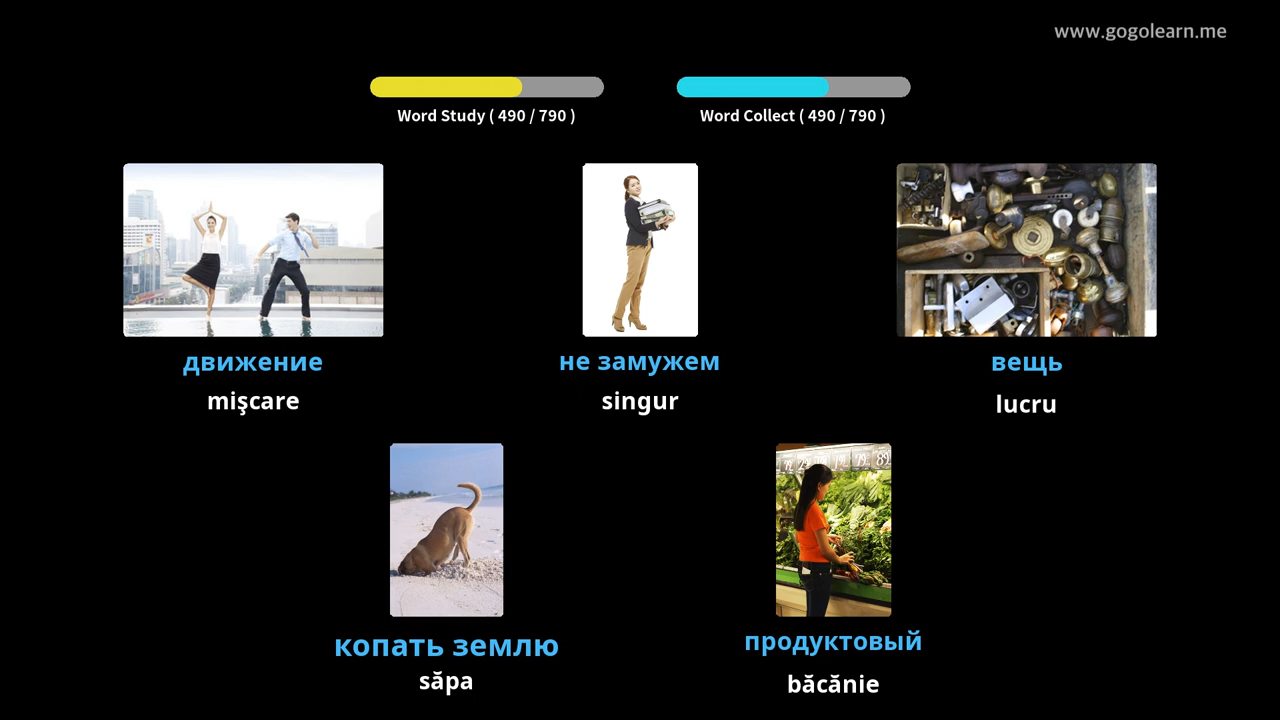 www.gogolearn.me
Word Study ( 490 / 790 )
Word Collect ( 490 / 790 )
движение
не замужем
вещь
mişcare
singur
lucru
копать землю
продуктовый
săpa
băcănie